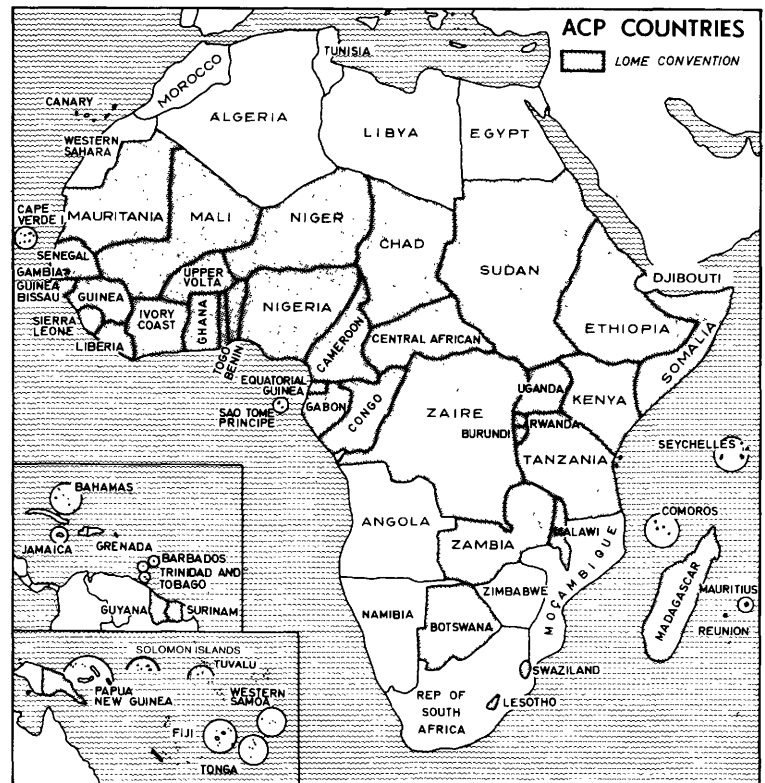 ACP COUNTRIES
LOME CONVENTION
TUNISIA
MOROCCO
CANARY
ALGERIA
LIBYA
EGYPT
WESTERN
SAHARA
CAPE
VERDE I.
MAURITANIA
MALI
NIGER
CHAD
SUDAN
SENEGAL
GAMBIA
GUINEA
BISSAU
GUINEA
UPPER
VOLTA
DJIBOUTI
SIERRA
LEONE
IVORY
COAST
GHANA
NIGERIA
ETHIOPIA
LIBERIA
TOGO
BENIN
CAMEROON
CENTRAL AFRICAN
SOMALIA
EQUATORIAL
GUINEA
GABON
CONGO
UGANDA
KENYA
SAO TOME
PRINCIPE
ZAIRE
RWANDA
BURUNDI
TANZANIA
SEYCHELLES
BAHAMAS
JAMAICA
GRENADA
BARBADOS
TRINIDAD AND
TOBAGO
GUYANA
SURINAM
ANGOLA
ZAMBIA
MALAWI
MOÇAMBIQUE
COMOROS
MADAGASCAR
MAURITIUS
REUNION
NAMIBIA
BOTSWANA
ZIMBABWE
SWAZILAND
LESOTHO
REP OF
SOUTH
AFRICA
SOLOMON ISLANDS
TUVALU
PAPUA
NEW GUINEA
WESTERN
SAMOA
FIJI
TONGA